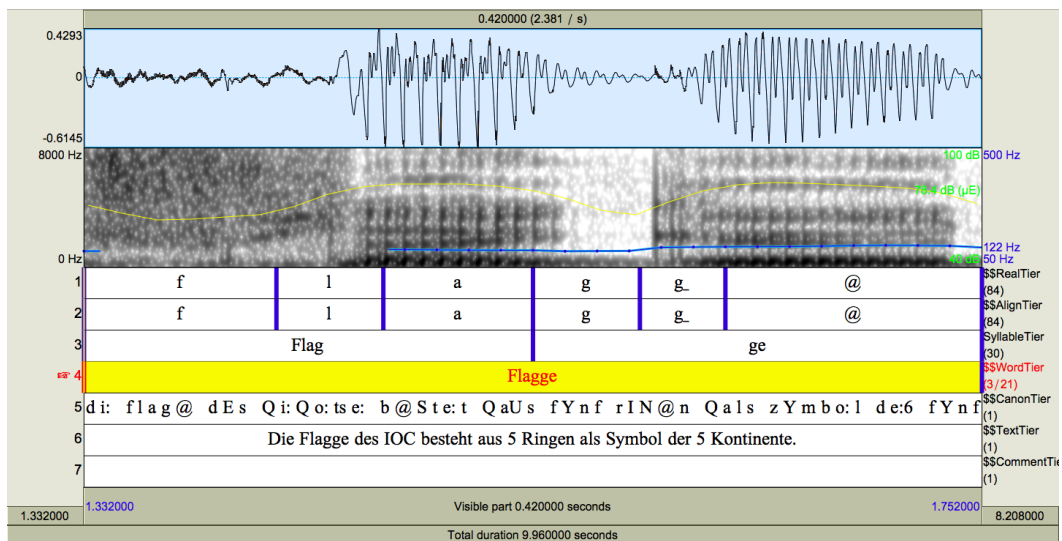 0.420000 (2.381 / s)
0.4293
0
-0.6145
8000 Hz
0 Hz
100 dB
500 Hz
76.4 dB (µE)
122 Hz
40 dB
50 Hz
1 f l a g g_ @ $$RealTier (84)
2 f l a g g_ @ $$AlignTier (84)
3 Flag ge SyllableTier (30)
4 Flagge $$WordTier (3/21)
5 d i: f l a g @ d E s Q i: Q o: ts e: b @ S t e: t Q aU s f Y n f r I N @ n Q a l s z Y m b o: l d e:6 f Y n f $$CanonTier (1)
6 Die Flagge des IOC besteht aus 5 Ringen als Symbol der 5 Kontinente. $$TextTier (1)
7 $$CommentTie (1)
1.332000 Visible part 0.420000 seconds 1.752000
1.332000 8.208000
Total duration 9.960000 seconds